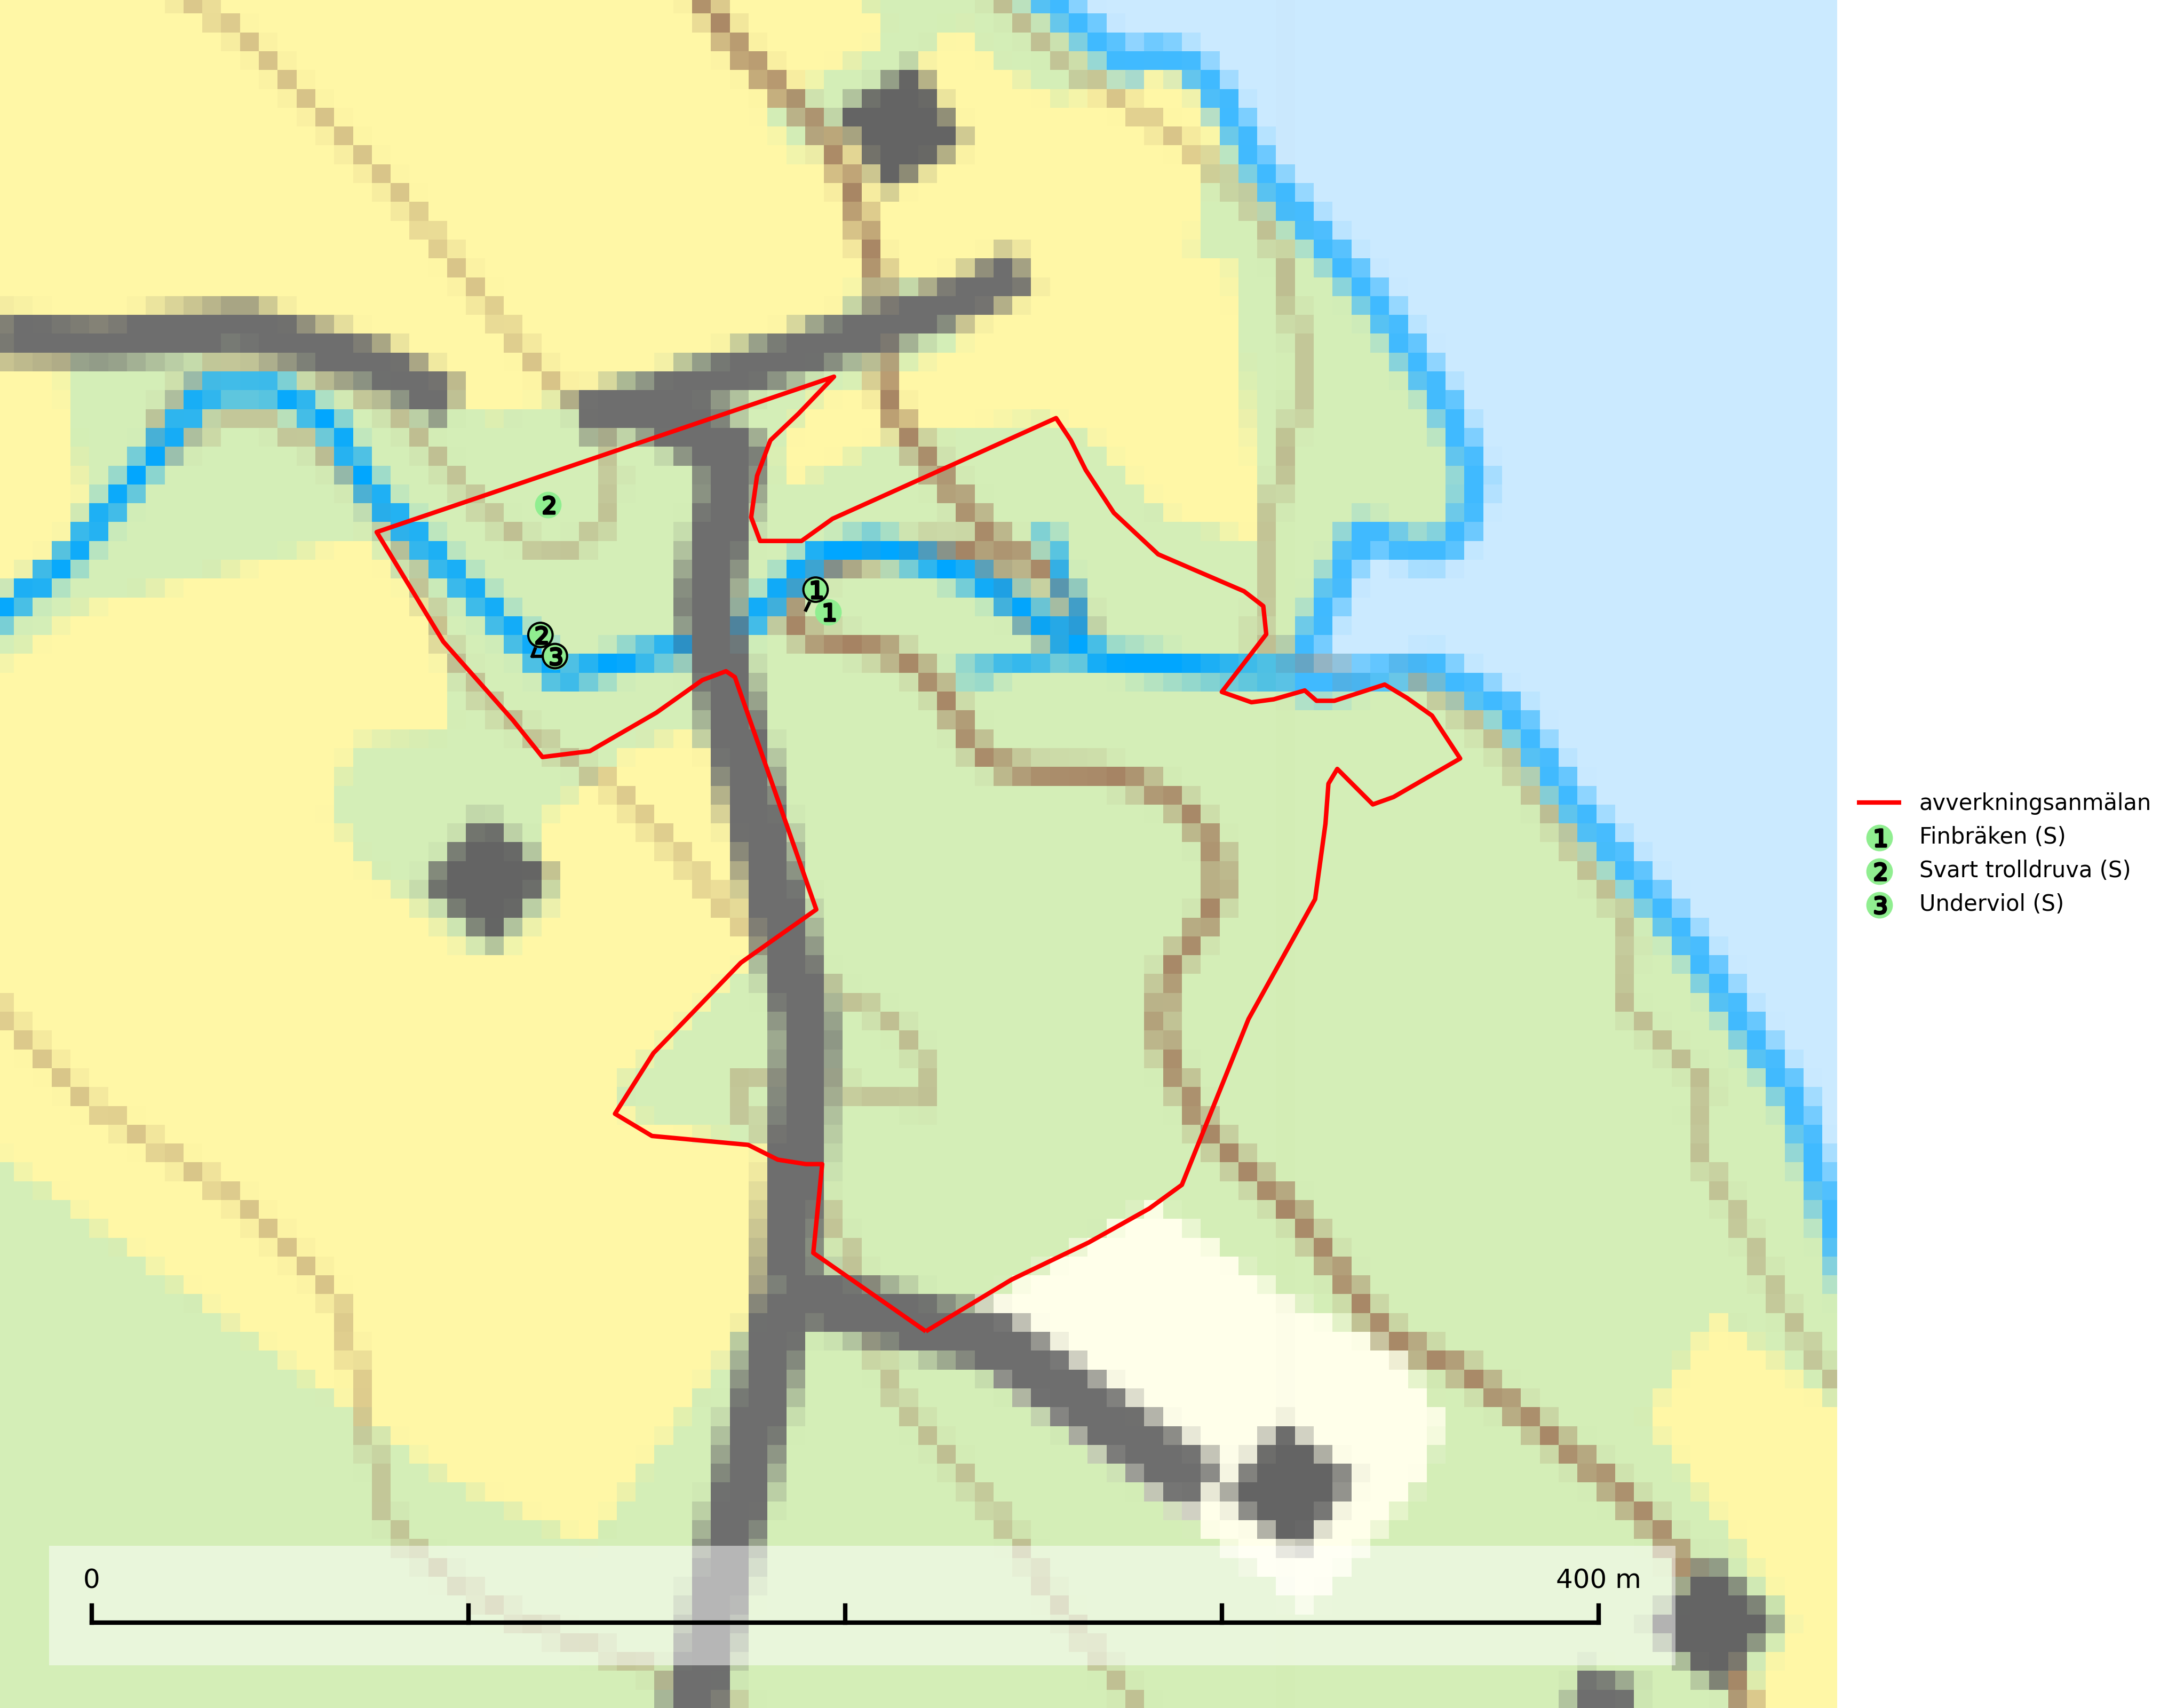 2
1
1
2
3
avverkningsanmälan
1 Finbräken (S)
2 Svart trolldruva (S)
3 Underviol (S)
0 400 m